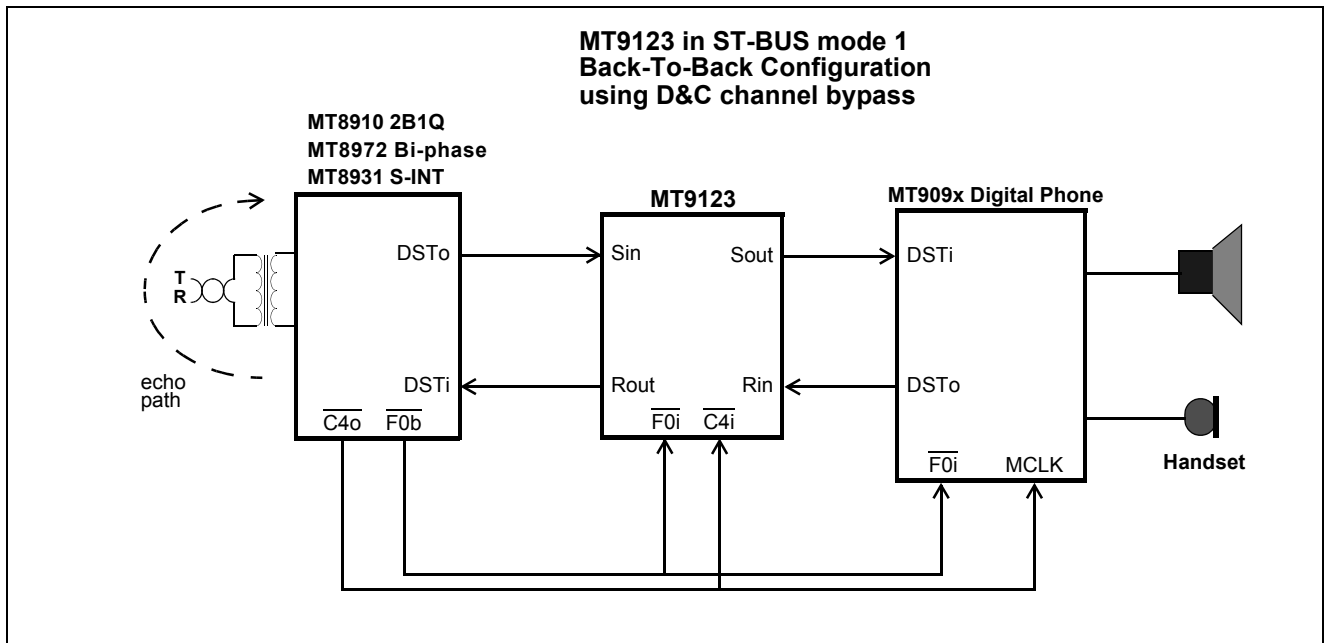 MT9123 in ST-BUS mode 1
Back-To-Back Configuration
using D&C channel bypass
MT8910 2B1Q
MT8972 Bi-phase
MT8931 S-INT
MT9123
MT909x Digital Phone
DSTo
Sin
Sout
DSTi
T
R
echo
path
DSTi
Rout
Rin
DSTo
C4o
F0b
F0i
C4i
F0i
MCLK
Handset